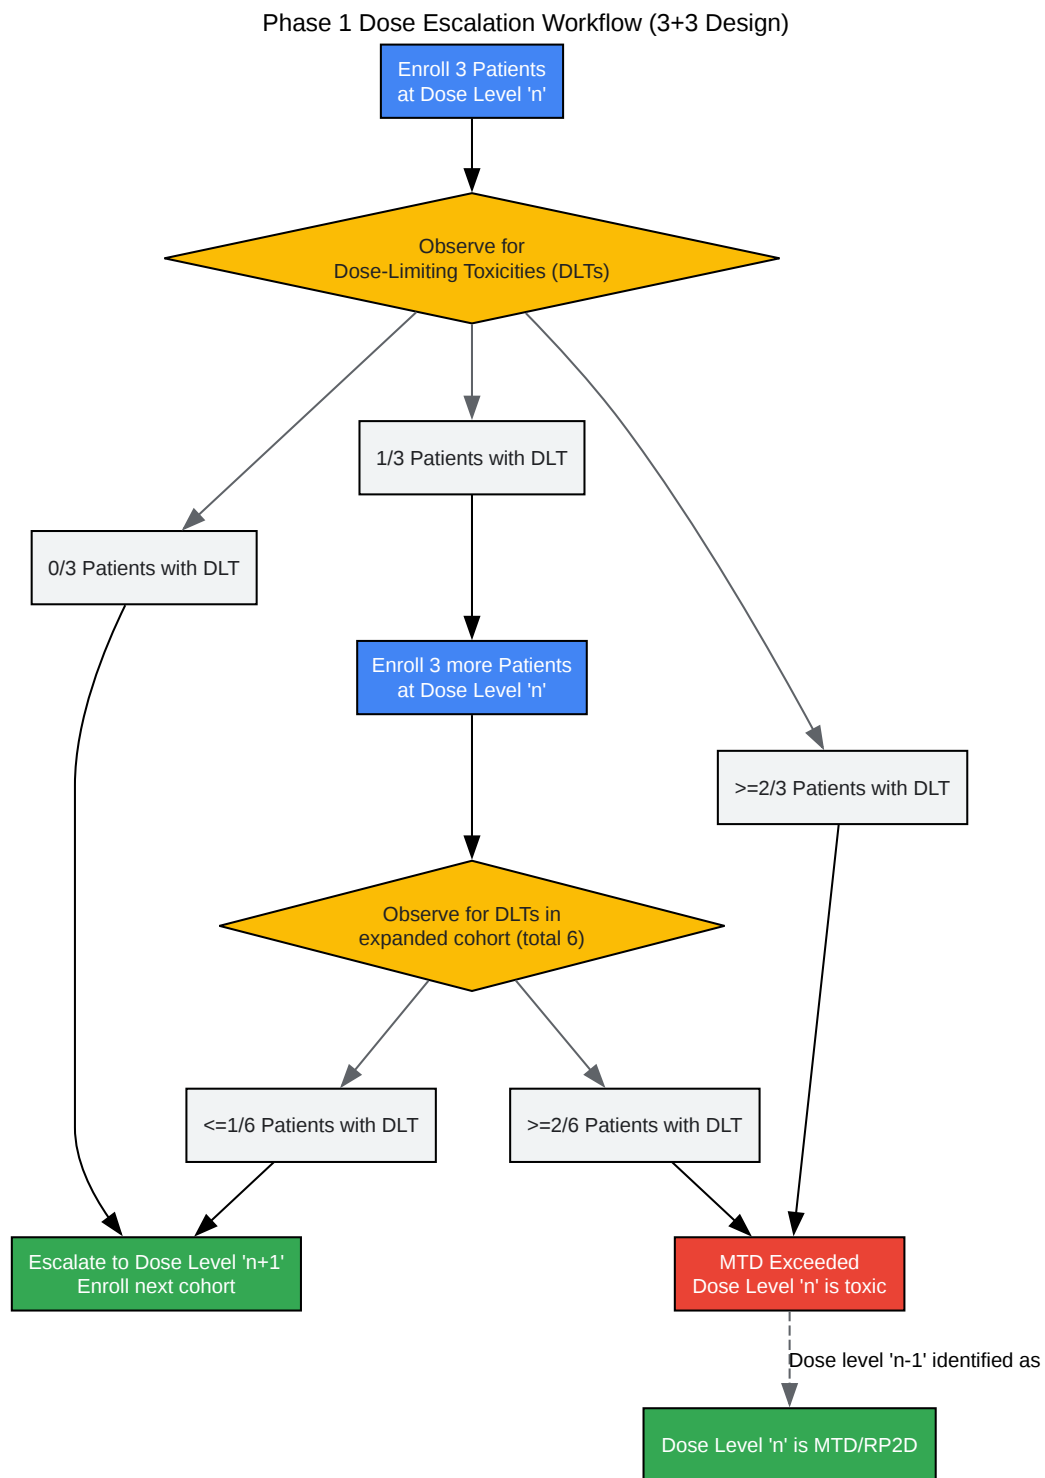 Phase 1 Dose Escalation Workflow (3+3 Design)
Enroll 3 Patients
at Dose Level 'n'
Observe for
Dose-Limiting Toxicities (DLTs)
1/3 Patients with DLT
0/3 Patients with DLT
Enroll 3 more Patients
at Dose Level 'n'
>=2/3 Patients with DLT
Observe for DLTs in
expanded cohort (total 6)
<=1/6 Patients with DLT
>=2/6 Patients with DLT
Escalate to Dose Level 'n+1'
Enroll next cohort
MTD Exceeded
Dose Level 'n' is toxic
Dose level 'n-1' identified as
Dose Level 'n' is MTD/RP2D